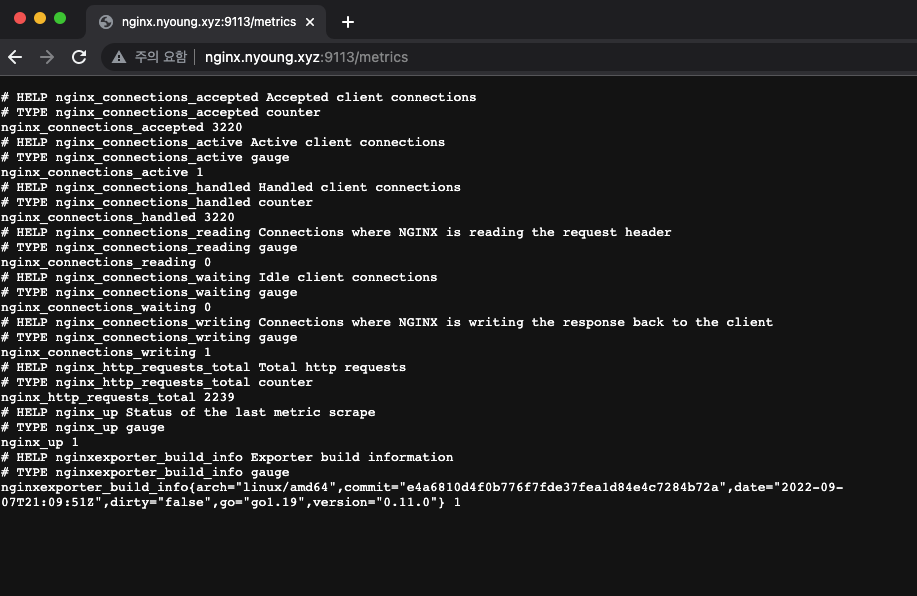 nginx.nyoung.xyz:9113/metrics
주의 요함 nginx.nyoung.xyz:9113/metrics
# HELP nginx_connections_accepted Accepted client connections
# TYPE nginx_connections_accepted counter
nginx_connections_accepted 3220
# HELP nginx_connections_active Active client connections
# TYPE nginx_connections_active gauge
nginx_connections_active 1
# HELP nginx_connections_handled Handled client connections
# TYPE nginx_connections_handled counter
nginx_connections_handled 3220
# HELP nginx_connections_reading Connections where NGINX is reading the request header
# TYPE nginx_connections_reading gauge
nginx_connections_reading 0
# HELP nginx_connections_waiting Idle client connections
# TYPE nginx_connections_waiting gauge
nginx_connections_waiting 0
# HELP nginx_connections_writing Connections where NGINX is writing the response back to the client
# TYPE nginx_connections_writing gauge
nginx_connections_writing 1
# HELP nginx_http_requests_total Total http requests
# TYPE nginx_http_requests_total counter
nginx_http_requests_total 2239
# HELP nginx_up Status of the last metric scrape
# TYPE nginx_up gauge
nginx_up 1
# HELP nginxexporter_build_info Exporter build information
# TYPE nginxexporter_build_info gauge
nginxexporter_build_info{arch="linux/amd64",commit="e4a6810d4f0b776f7fde37fea1d84e4c7284b72a",date="2022-09-
07T21:09:51Z",dirty="false",go="go1.19",version="0.11.0"} 1